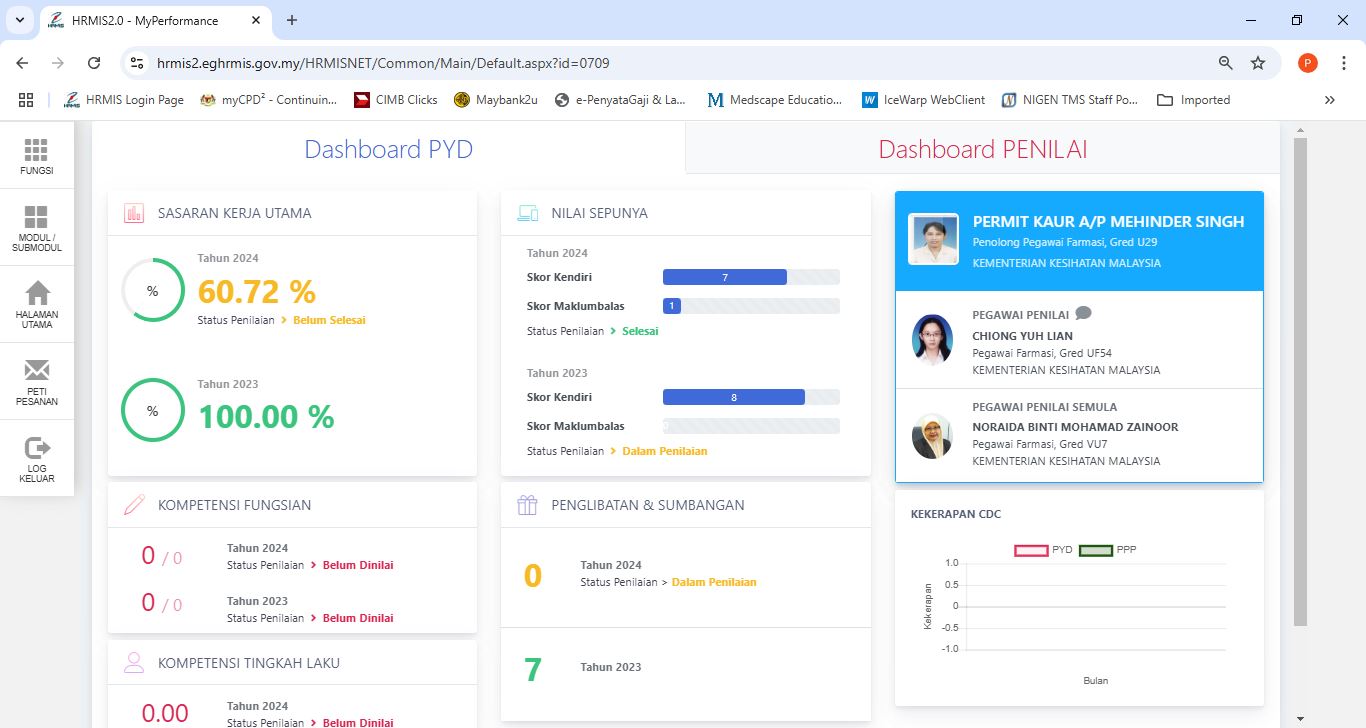 HRMIS2.0 - MyPerformance
hrmis2.eghrmis.gov.my/HRMISNET/Common/Main/Default.aspx?id=0709
P
HRMIS Login Page
myCPD² - Continuin...
CIMB Clicks
Maybank2u
e-PenyataGaji & La...
Medscape Educatio...
IceWarp WebClient
NIGEN TMS Staff Po...
Imported
FUNGSI
MODUL /
SUBMODUL
HALAMAN
UTAMA
PETI
PESANAN
LOG
KELUAR
Dashboard PYD
Dashboard PENILAI
SASARAN KERJA UTAMA
%
Tahun 2024
60.72 %
Status Penilaian > Belum Selesai
%
Tahun 2023
100.00 %
NILAI SEPUNYA
Tahun 2024
Skor Kendiri 7
Skor Maklumbalas 1
Status Penilaian > Selesai
Tahun 2023
Skor Kendiri 8
Skor Maklumbalas 0
Status Penilaian > Dalam Penilaian
PERMIT KAUR A/P MEHINDER SINGH
Penolong Pegawai Farmasi, Gred U29
KEMENTERIAN KESIHATAN MALAYSIA
PEGAWAI PENILAI
CHIONG YUH LIAN
Pegawai Farmasi, Gred UF54
KEMENTERIAN KESIHATAN MALAYSIA
PEGAWAI PENILAI SEMULA
NORAIDA BINTI MOHAMAD ZAINOOR
Pegawai Farmasi, Gred VU7
KEMENTERIAN KESIHATAN MALAYSIA
KOMPETENSI FUNGSIAN
0 / 0
Tahun 2024
Status Penilaian > Belum Dinilai
0 / 0
Tahun 2023
Status Penilaian > Belum Dinilai
PENGLIBATAN & SUMBANGAN
0
Tahun 2024
Status Penilaian > Dalam Penilaian
7
Tahun 2023
KEKERAPAN CDC
PYD
PPP
1.0
0.5
0
-0.5
-1.0
Kekerapan
Bulan
KOMPETENSI TINGKAH LAKU
0.00
Tahun 2024
Status Penilaian > Belum Dinilai